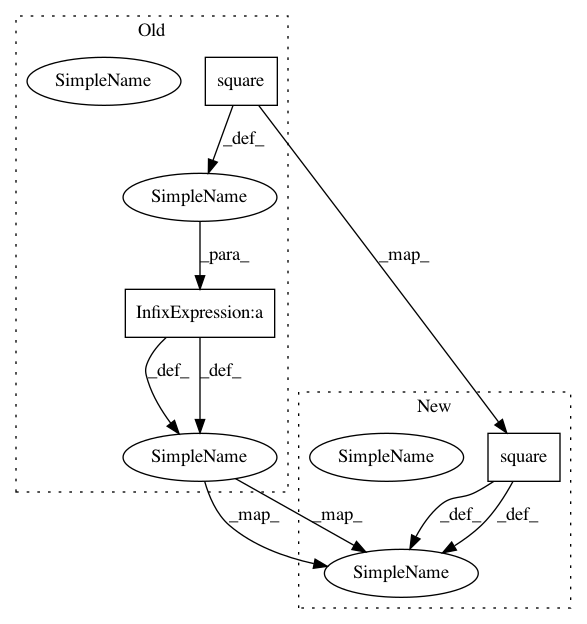 Old
SimpleName
square
_def_
SimpleName
_para_
_map_
InfixExpression:a
_def_
_def_
New
SimpleName
SimpleName
square
_map_
_map_
_def_
_def_
SimpleName